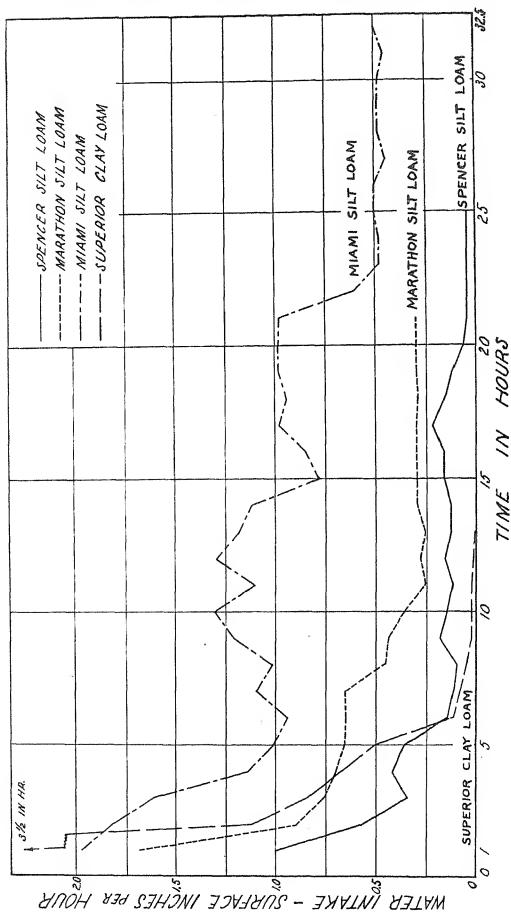 3½ IN HR.
SPENCER SILT LOAM
MARATHON SILT LOAM
MIAMI SILT LOAM
SUPERIOR CLAY LOAM
MIAMI SILT LOAM
MARATHON SILT LOAM
SPENCER SILT LOAM
SUPERIOR CLAY LOAM
2.0
1.5
1.0
0.5
0
0 1 5 10 15 20 25 30 32.5
TIME IN HOURS
WATER INTAKE - SURFACE INCHES PER HOUR